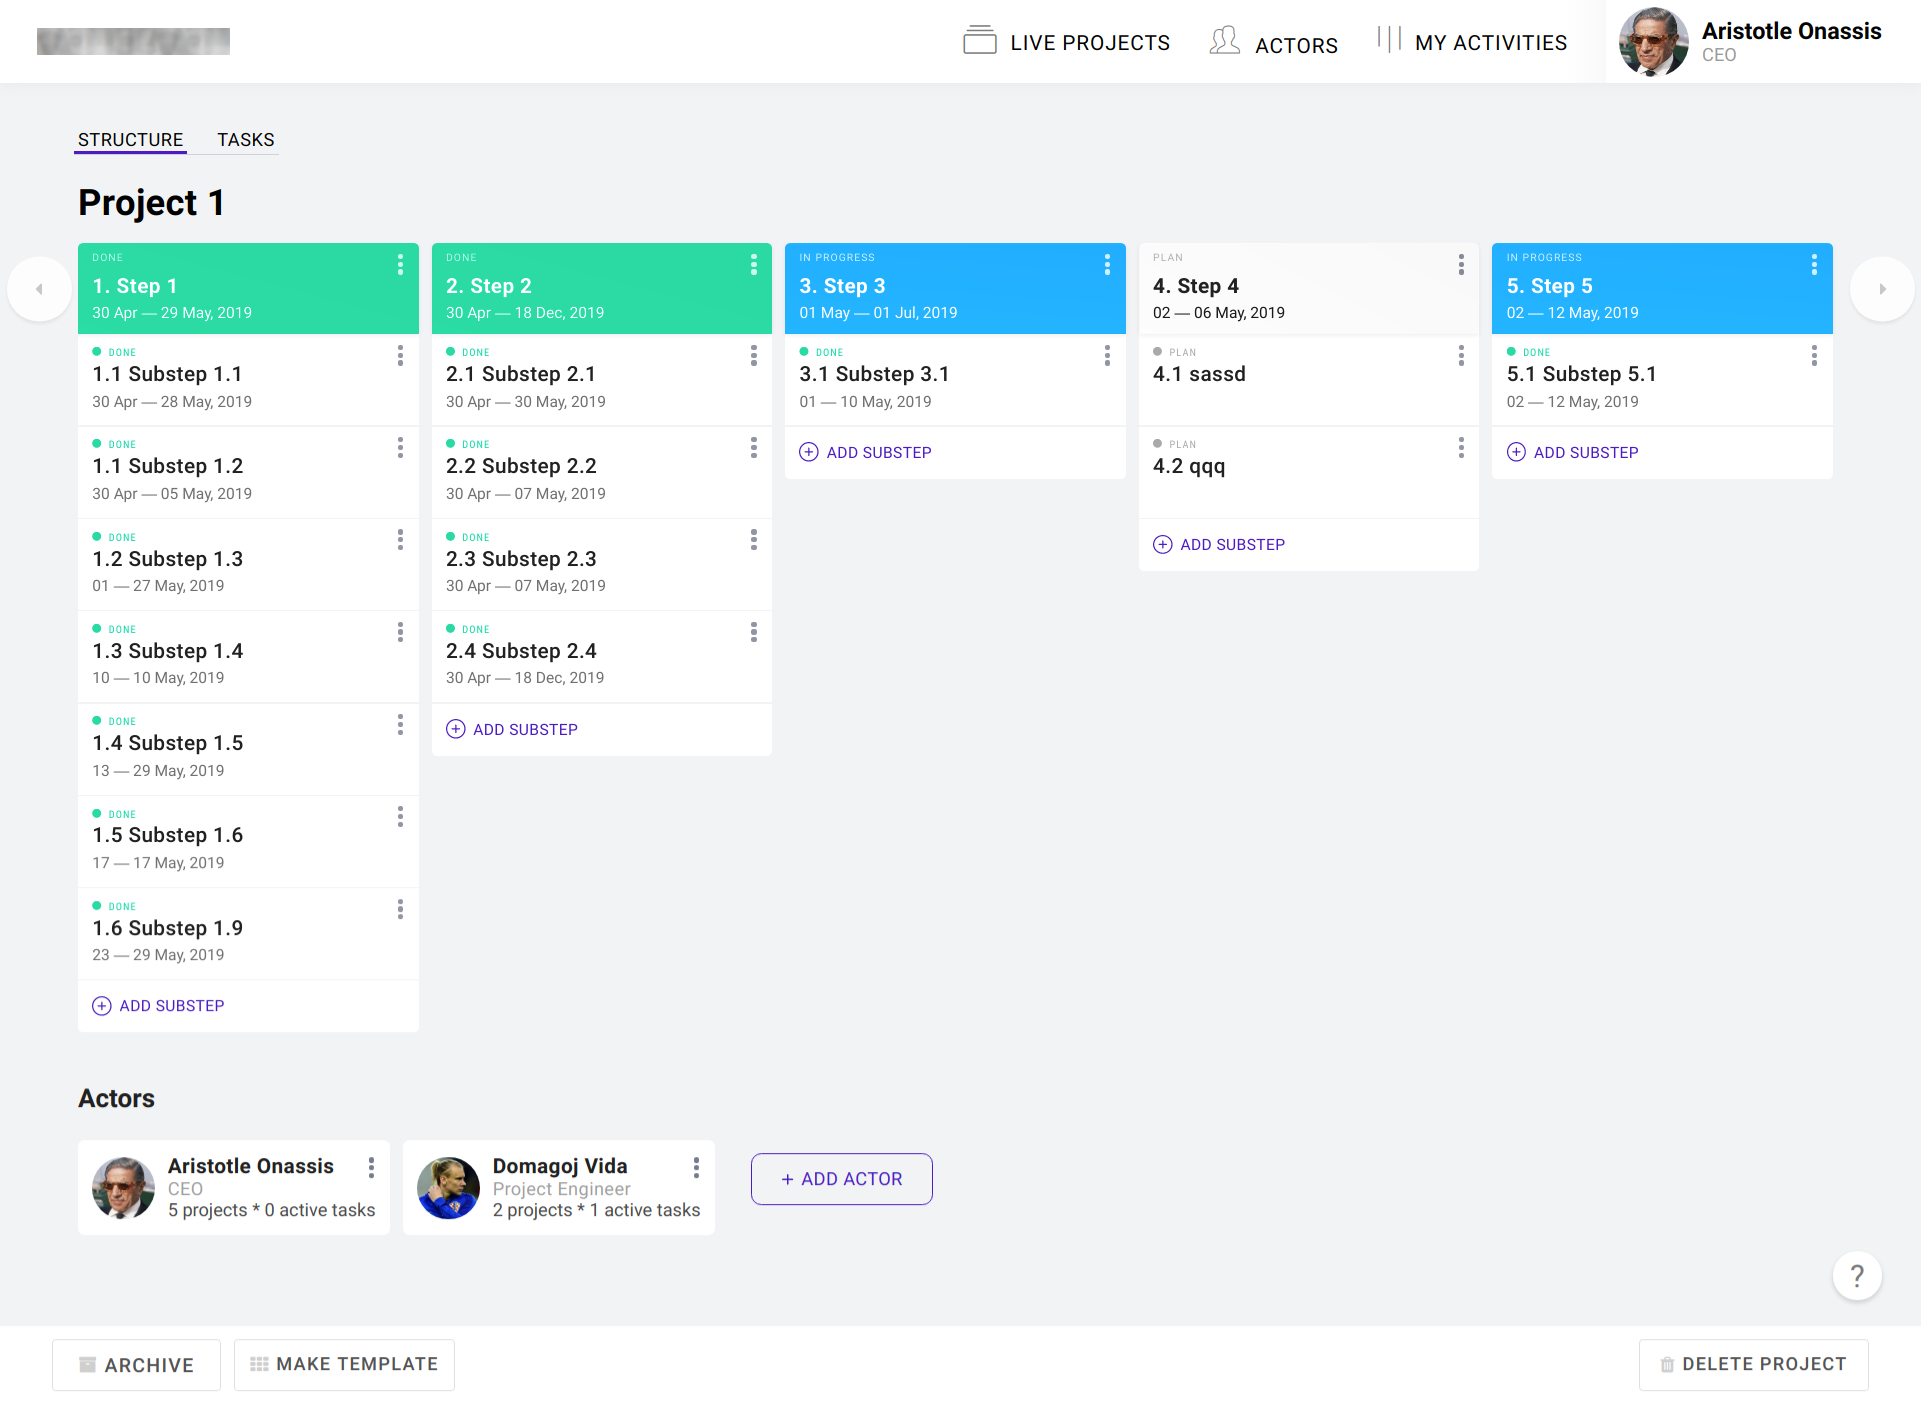 LIVE PROJECTS
ACTORS
MY ACTIVITIES
Aristotle Onassis
CEO
STRUCTURE
TASKS
Project 1
DONE
1. Step 1
30 Apr — 29 May, 2019
DONE
1.1 Substep 1.1
30 Apr — 28 May, 2019
DONE
1.1 Substep 1.2
30 Apr — 05 May, 2019
DONE
1.2 Substep 1.3
01 — 27 May, 2019
DONE
1.3 Substep 1.4
10 — 10 May, 2019
DONE
1.4 Substep 1.5
13 — 29 May, 2019
DONE
1.5 Substep 1.6
17 — 17 May, 2019
DONE
1.6 Substep 1.9
23 — 29 May, 2019
ADD SUBSTEP
DONE
2. Step 2
30 Apr — 18 Dec, 2019
DONE
2.1 Substep 2.1
30 Apr — 30 May, 2019
DONE
2.2 Substep 2.2
30 Apr — 07 May, 2019
DONE
2.3 Substep 2.3
30 Apr — 07 May, 2019
DONE
2.4 Substep 2.4
30 Apr — 18 Dec, 2019
ADD SUBSTEP
IN PROGRESS
3. Step 3
01 May — 01 Jul, 2019
DONE
3.1 Substep 3.1
01 — 10 May, 2019
ADD SUBSTEP
PLAN
4. Step 4
02 — 06 May, 2019
PLAN
4.1 sassd
PLAN
4.2 qqq
ADD SUBSTEP
IN PROGRESS
5. Step 5
02 — 12 May, 2019
DONE
5.1 Substep 5.1
02 — 12 May, 2019
ADD SUBSTEP
Actors
Aristotle Onassis
CEO
5 projects * 0 active tasks
Domagoj Vida
Project Engineer
2 projects * 1 active tasks
+ ADD ACTOR
?
ARCHIVE
MAKE TEMPLATE
DELETE PROJECT